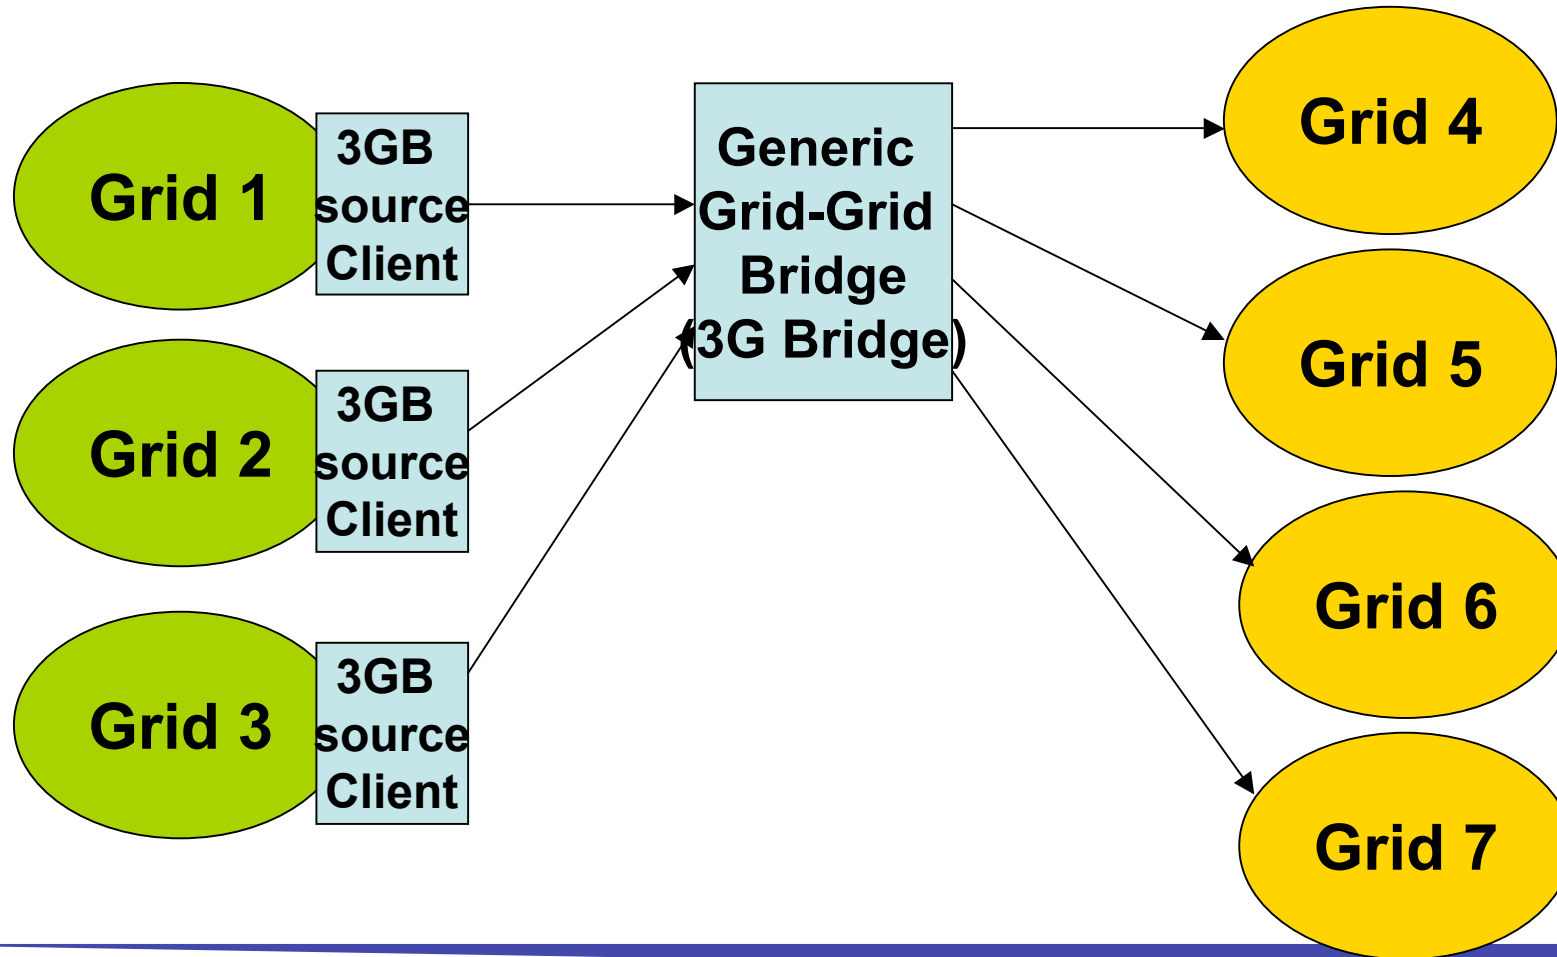 Grid 1
3GB
source
Client
Grid 2
3GB
source
Client
Grid 3
3GB
source
Client
Generic
Grid-Grid
Bridge
(3G Bridge)
Grid 4
Grid 5
Grid 6
Grid 7